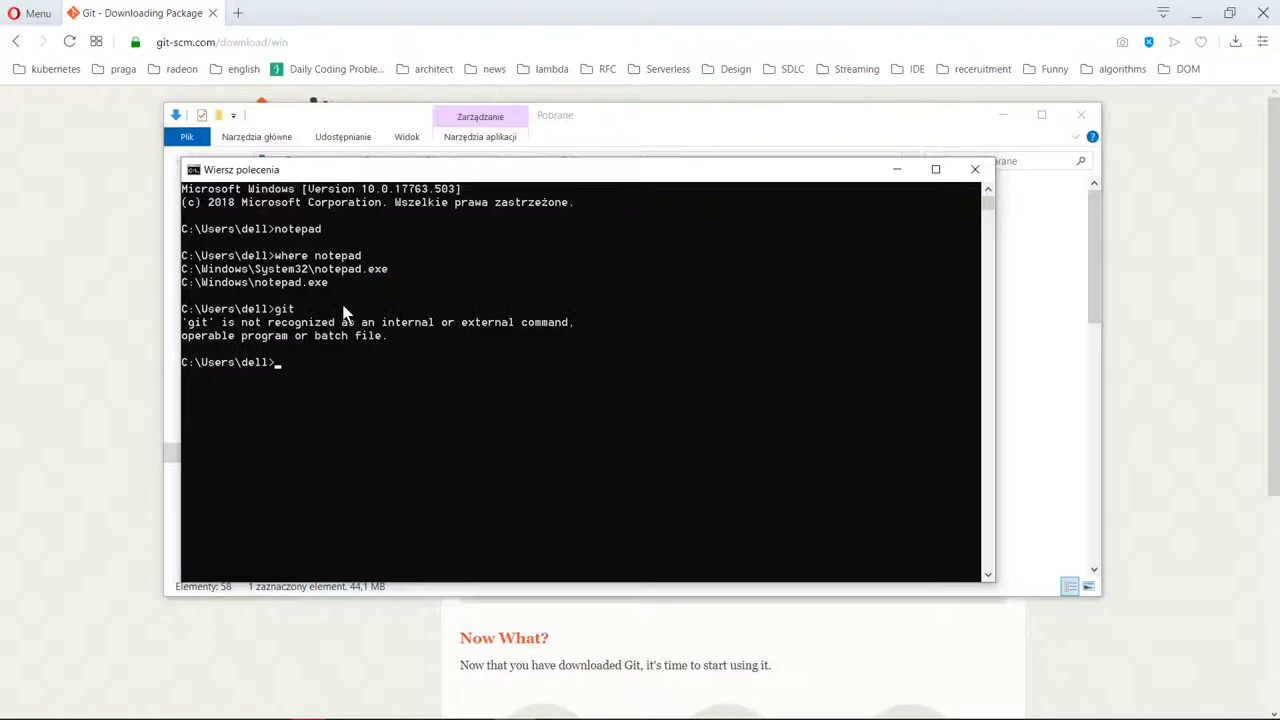 Menu
Git - Downloading Package
git-scm.com/download/win
kubernetes praga radeon english Daily Coding Proble... architect news lambda RFC Serverless Design SDLC Streaming IDE recruitment Funny algorithms DOM
Zarządzanie Pobrane
Plik Narzędzia główne Udostępnianie Widok Narzędzia aplikacji
Wiersz polecenia
Microsoft Windows [Version 10.0.17763.503]
(c) 2018 Microsoft Corporation. Wszelkie prawa zastrzeżone.
C:\Users\dell>notepad
C:\Users\dell>where notepad
C:\Windows\System32\notepad.exe
C:\Windows\notepad.exe
C:\Users\dell>git
'git' is not recognized as an internal or external command,
operable program or batch file.
C:\Users\dell>
Elementy: 58 1 zaznaczony element. 44,1 MB
Now What?
Now that you have downloaded Git, it's time to start using it.